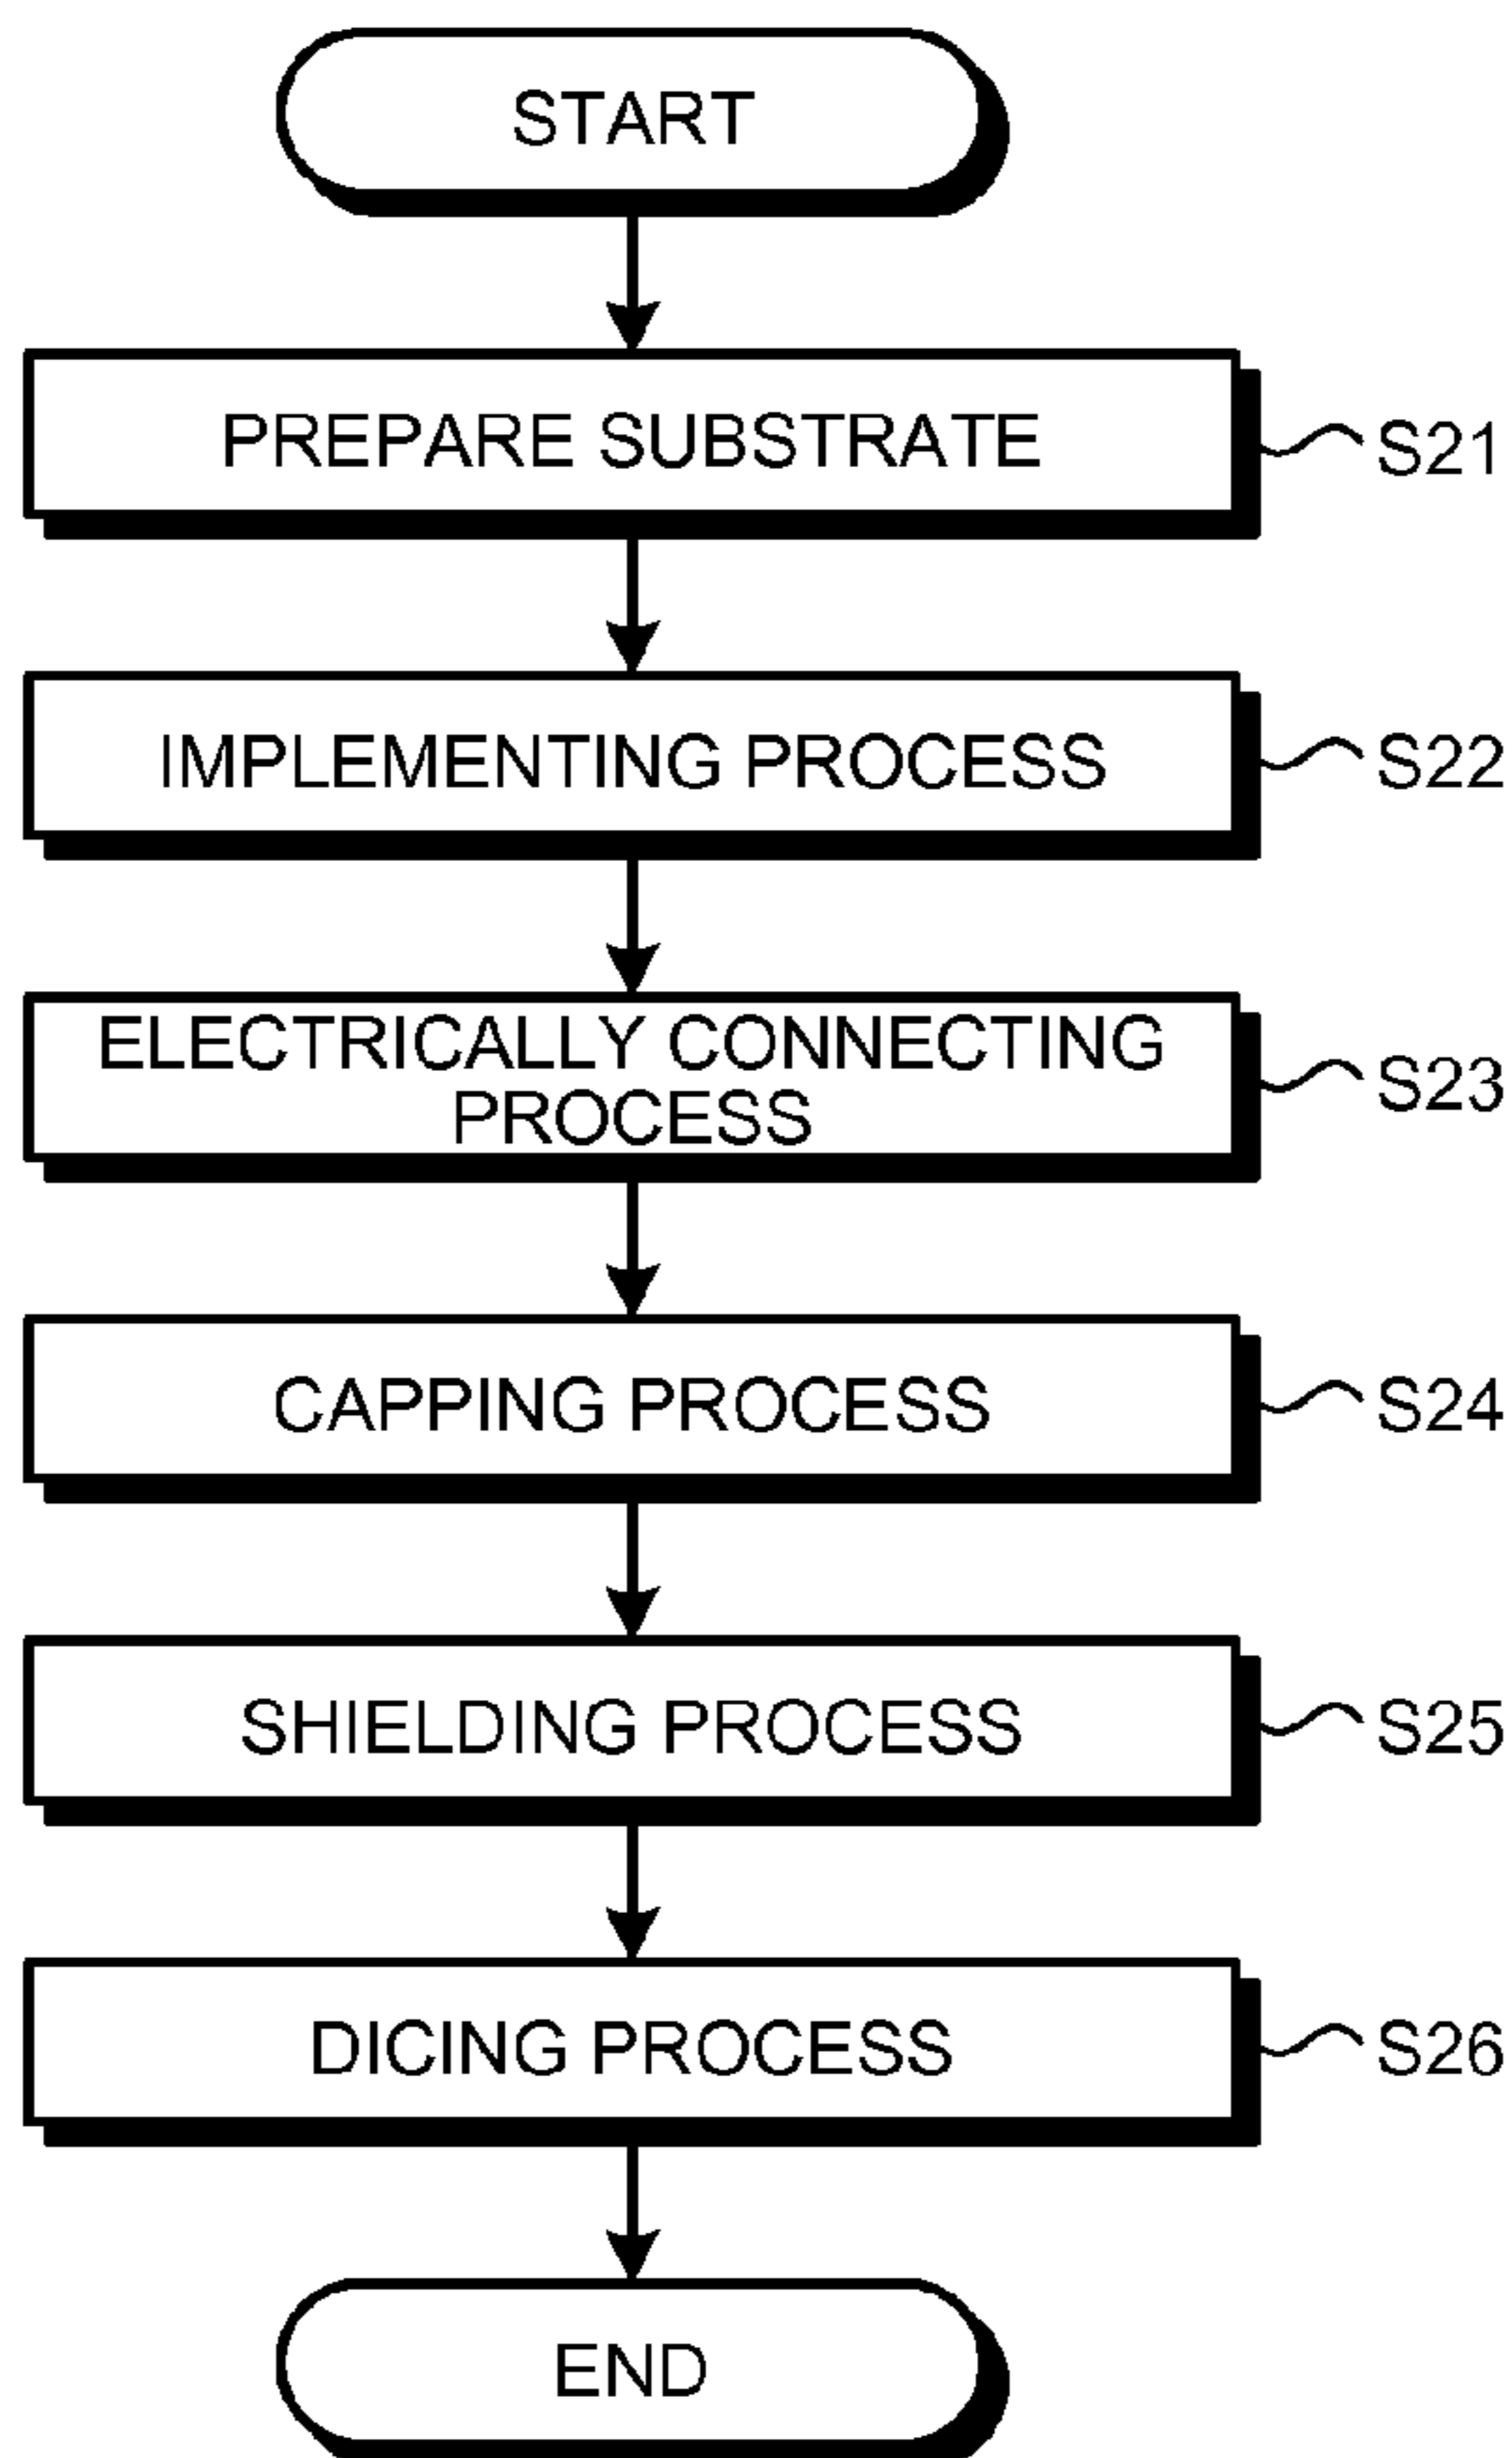 START
PREPARE SUBSTRATE
S21
IMPLEMENTING PROCESS
S22
ELECTRICALLY CONNECTING
PROCESS
S23
CAPPING PROCESS
S24
SHIELDING PROCESS
S25
DICING PROCESS
S26
END